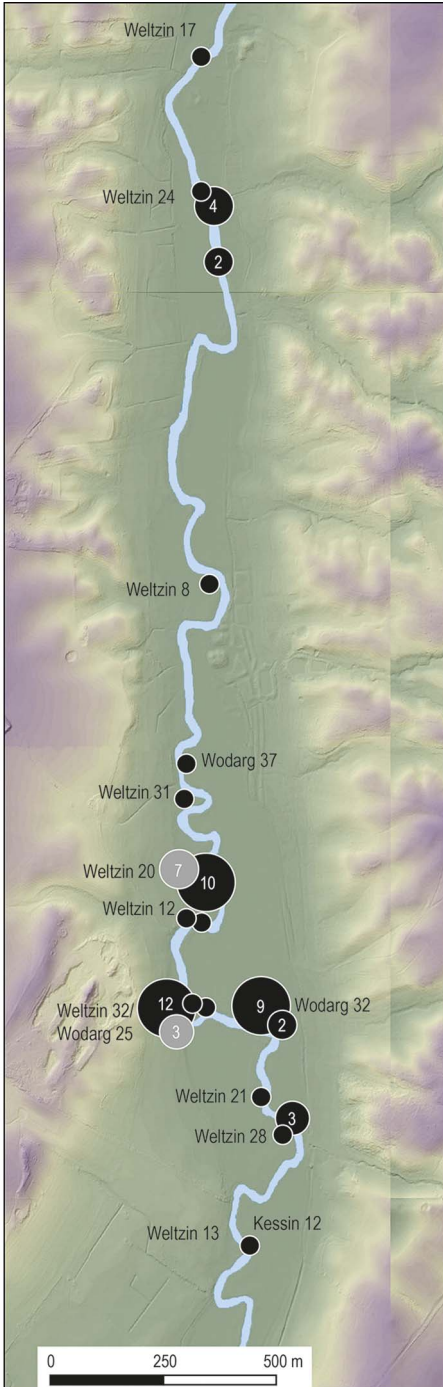 Weltzin 17
Weltzin 24
4
2
Weltzin 8
Wodarg 37
Weltzin 31
Weltzin 20
7
10
Weltzin 12
Weltzin 32/
Wodarg 25
12
3
9
Wodarg 32
2
Weltzin 21
3
Weltzin 28
Weltzin 13
Kessin 12
0 250 500 m